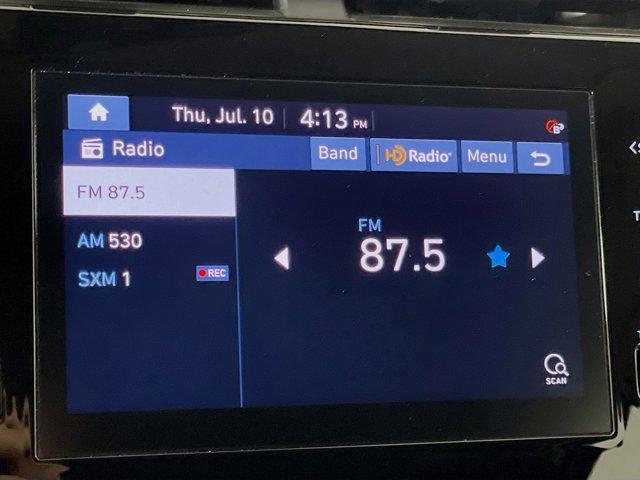 Thu, Jul. 10 4:13 PM
Radio Band HD Radio Menu
FM 87.5
AM 530
SXM 1 REC
FM
87.5
SCAN